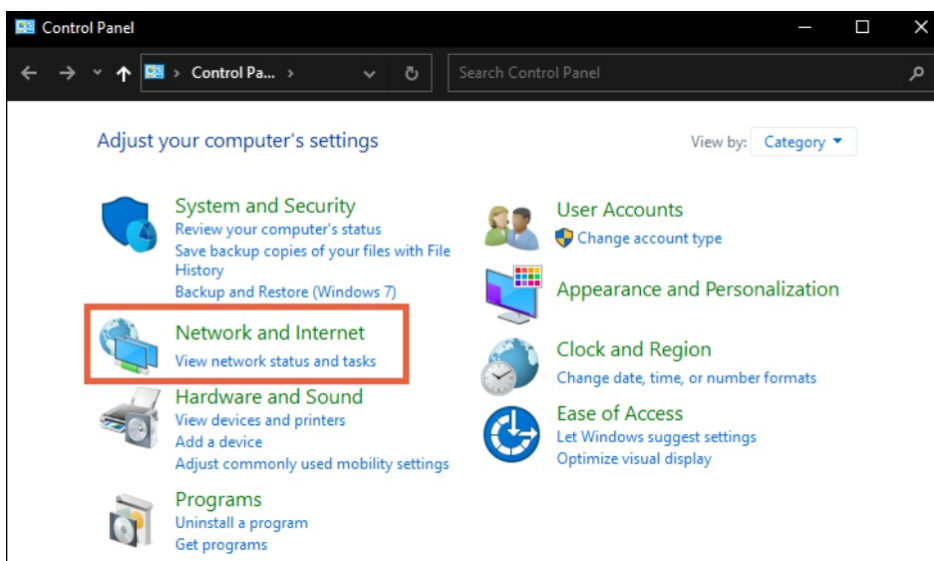 Control Panel
Control Pa...
Search Control Panel
Adjust your computer's settings
View by: Category
System and Security
Review your computer's status
Save backup copies of your files with File
History
Backup and Restore (Windows 7)
Network and Internet
View network status and tasks
Hardware and Sound
View devices and printers
Add a device
Adjust commonly used mobility settings
Programs
Uninstall a program
Get programs
User Accounts
Change account type
Appearance and Personalization
Clock and Region
Change date, time, or number formats
Ease of Access
Let Windows suggest settings
Optimize visual display